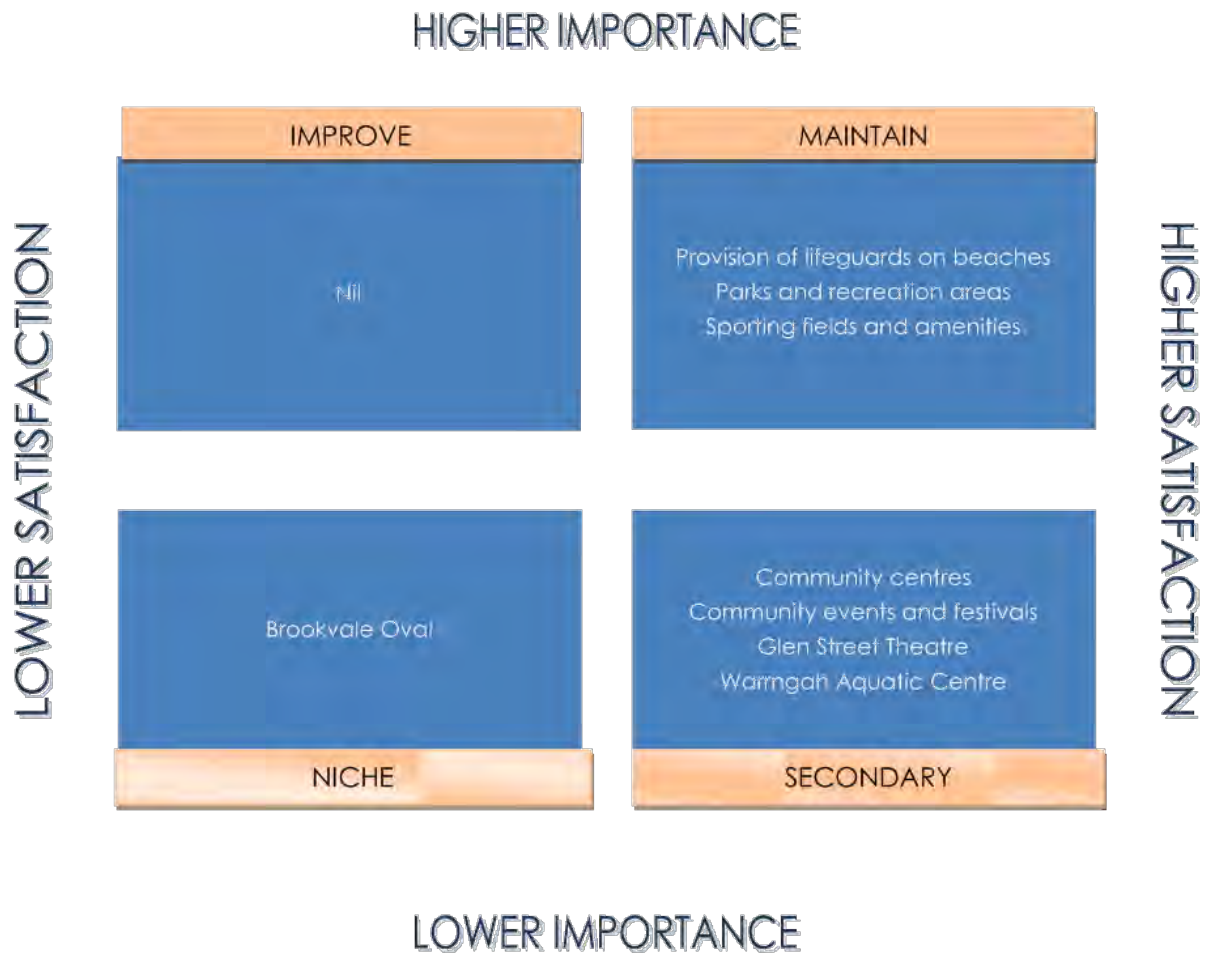 HIGHER IMPORTANCE
IMPROVE
MAINTAIN
LOWER SATISFACTION
HIGHER SATISFACTION
Nil
Provision of lifeguards on beaches
Parks and recreation areas
Sporting fields and amenities
Brookvale Oval
Community centres
Community events and festivals
Glen Street Theatre
Warringah Aquatic Centre
NICHE
SECONDARY
LOWER IMPORTANCE